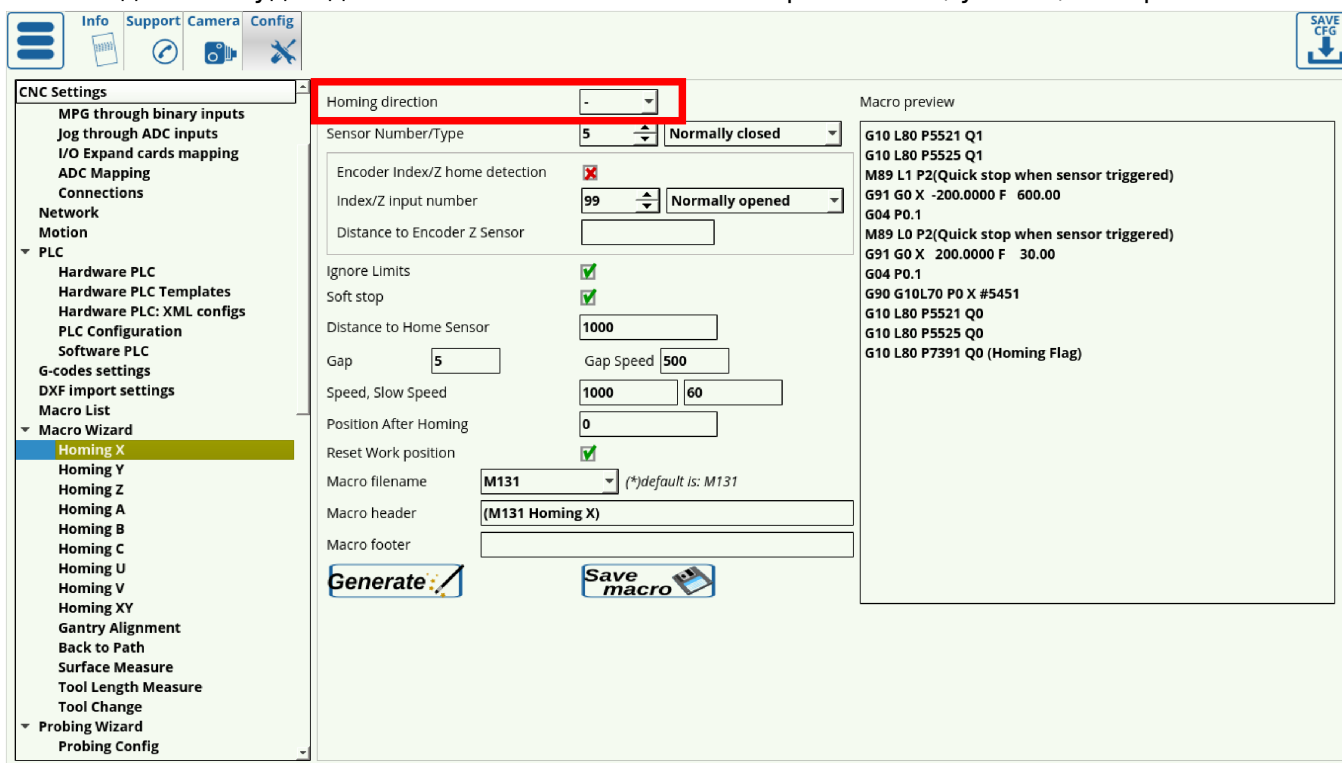 Info Support Camera Config
SAVE CFG
CNC Settings
MPG through binary inputs
Jog through ADC inputs
I/O Expand cards mapping
ADC Mapping
Connections
Network
Motion
PLC
Hardware PLC
Hardware PLC Templates
Hardware PLC: XML configs
PLC Configuration
Software PLC
G-codes settings
DXF import settings
Macro List
Macro Wizard
Homing X
Homing Y
Homing Z
Homing A
Homing B
Homing C
Homing U
Homing V
Homing XY
Gantry Alignment
Back to Path
Surface Measure
Tool Length Measure
Tool Change
Probing Wizard
Probing Config
Homing direction -
Sensor Number/Type 5 Normally closed
Encoder Index/Z home detection
Index/Z input number 99 Normally opened
Distance to Encoder Z Sensor
Ignore Limits
Soft stop
Distance to Home Sensor 1000
Gap 5 Gap Speed 500
Speed, Slow Speed 1000 60
Position After Homing 0
Reset Work position
Macro filename M131 (*)default is: M131
Macro header (M131 Homing X)
Macro footer
Generate
Save macro
Macro preview
G10 L80 P5521 Q1
G10 L80 P5525 Q1
M89 L1 P2(Quick stop when sensor triggered)
G91 G0 X -200.0000 F 600.00
G04 P0.1
M89 L0 P2(Quick stop when sensor triggered)
G91 G0 X 200.0000 F 30.00
G04 P0.1
G90 G10L70 P0 X #5451
G10 L80 P5521 Q0
G10 L80 P5525 Q0
G10 L80 P7391 Q0 (Homing Flag)